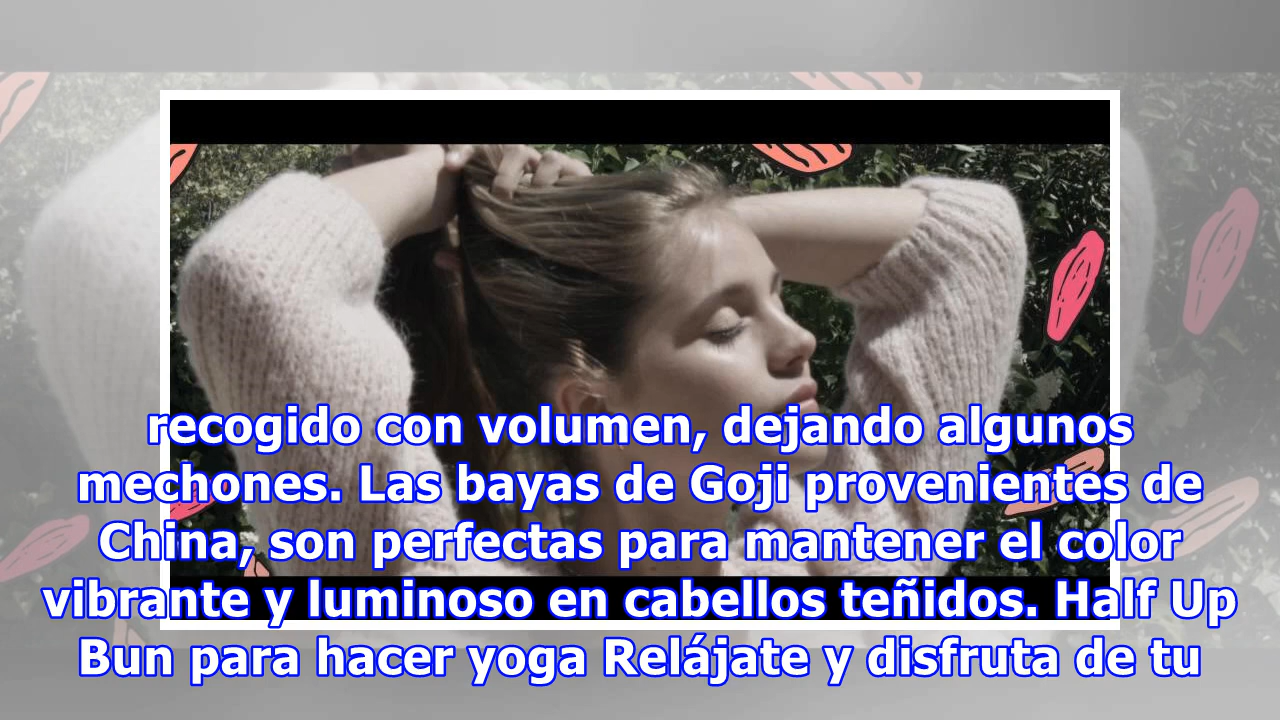 recogido con volumen, dejando algunos
mechones. Las bayas de Goji provenientes de
China, son perfectas para mantener el color
vibrante y luminoso en cabellos teñidos. Half Up
Bun para hacer yoga Relájate y disfruta de tu